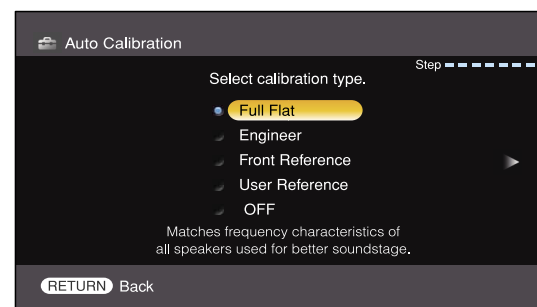 Auto Calibration
Step
Select calibration type.
Full Flat
Engineer
Front Reference
User Reference
OFF
Matches frequency characteristics of
all speakers used for better soundstage.
RETURN Back